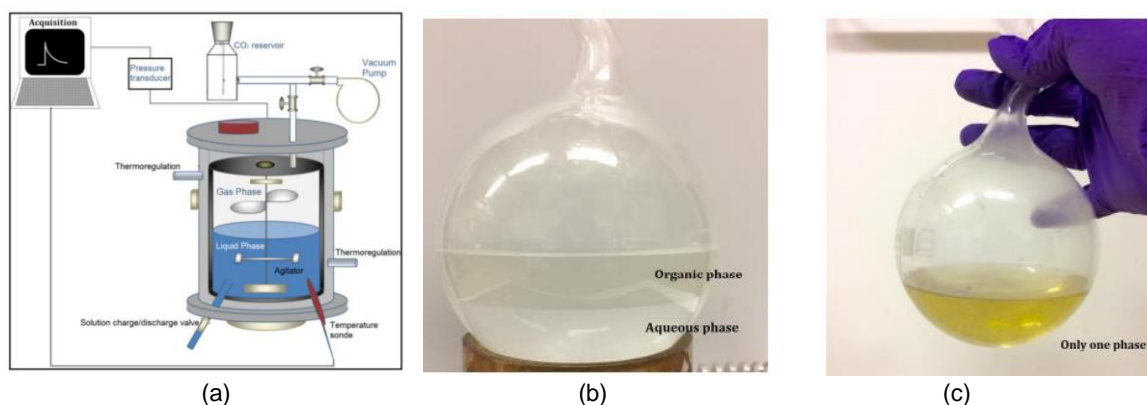 Acquisition
CO₂ reservoir
Pressure
transducer
Vacuum
Pump
Thermoregulation
Gas Phase
Liquid Phase
Thermoregulation
Agitator
Solution charge/discharge valve
Temperature
sonde
Organic phase
Aqueous phase
Only one phase
(a)
(b)
(c)